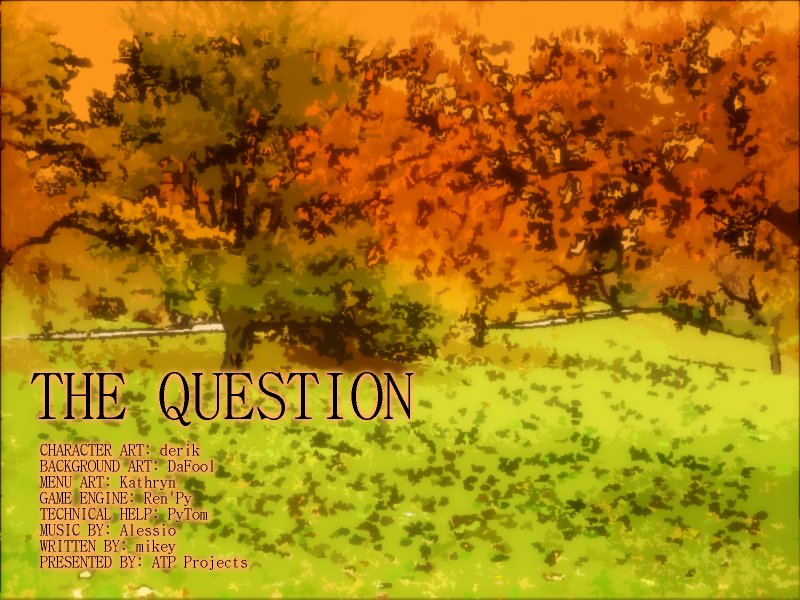 THE QUESTION
CHARACTER ART: derik
BACKGROUND ART: DaFool
MENU ART: Kathryn
GAME ENGINE: Ren'Py
TECHNICAL HELP: PyTom
MUSIC BY: Alessio
WRITTEN BY: mikey
PRESENTED BY: ATP Projects